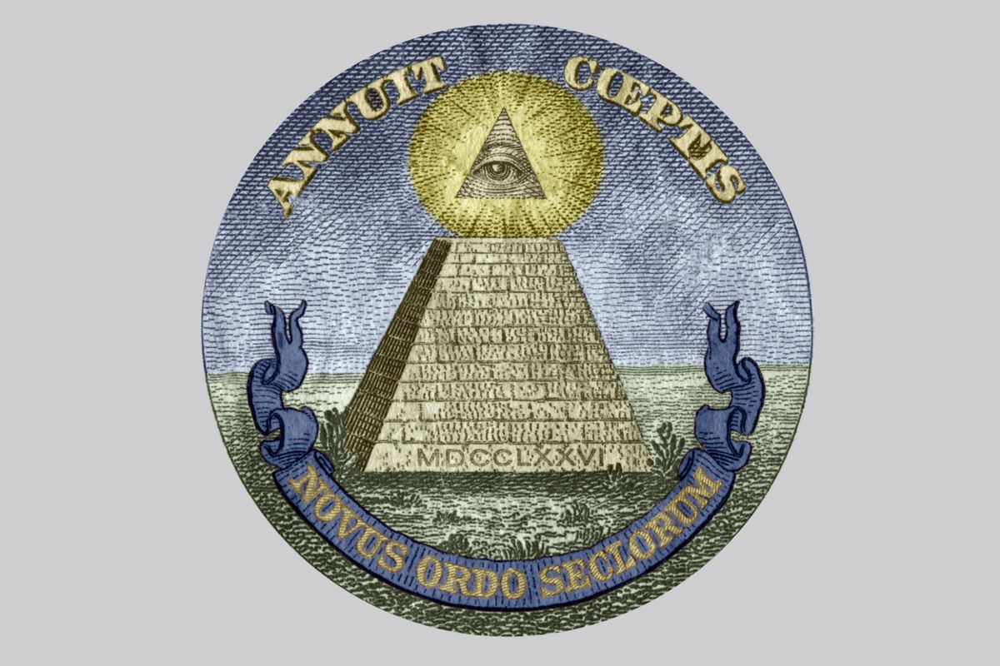 ANNUIT CŒPTIS
MDCCLXXVI
NOVUS ORDO SECLORUM